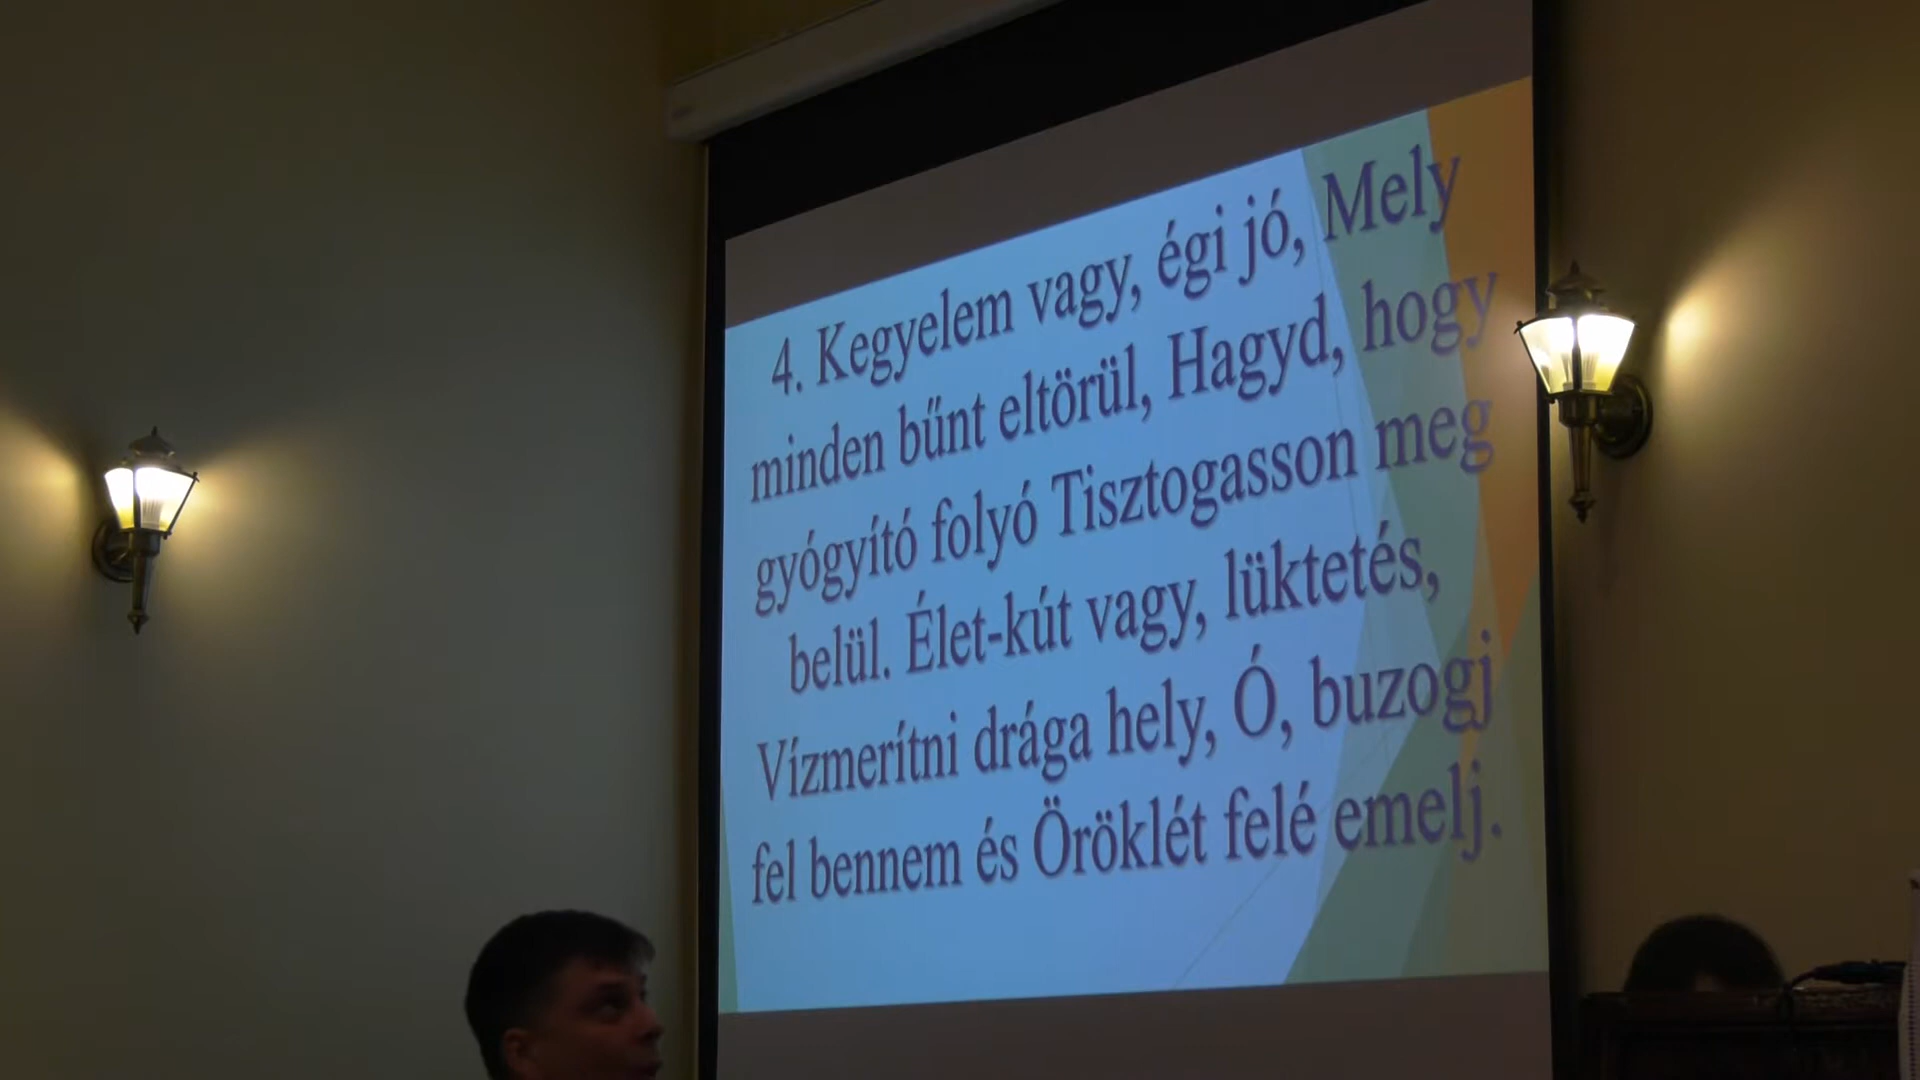 4. Kegyelem vagy, égi jó, Mely
minden bűnt eltörül, Hagyd, hogy
gyógyító folyó Tisztogasson meg
belül. Élet-kút vagy, lüktetés,
Vízmerítni drága hely, Ó, buzogj
fel bennem és Öröklét felé emelj.